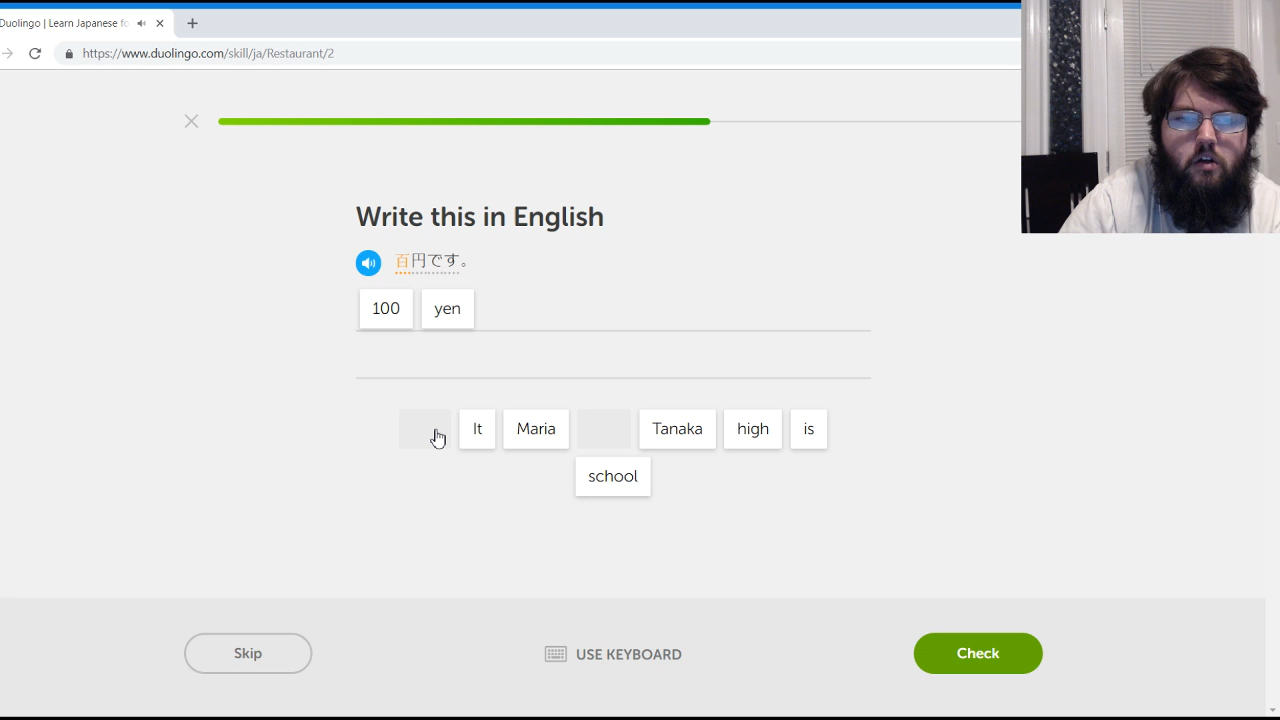 Duolingo | Learn Japanese fo
https://www.duolingo.com/skill/ja/Restaurant/2
Write this in English
百円です。
100 yen
It Maria Tanaka high is
school
Skip USE KEYBOARD Check